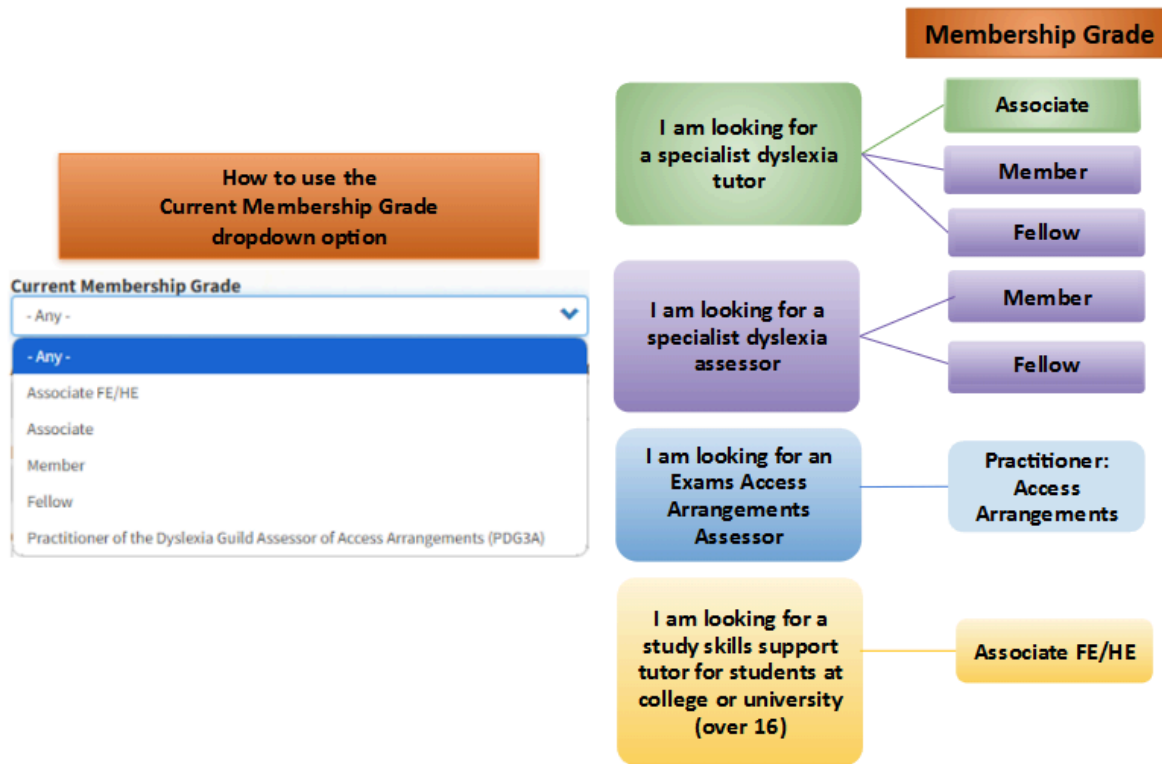 How to use the
Current Membership Grade
dropdown option
Current Membership Grade
- Any -
- Any -
Associate FE/HE
Associate
Member
Fellow
Practitioner of the Dyslexia Guild Assessor of Access Arrangements (PDG3A)
Membership Grade
I am looking for
a specialist dyslexia
tutor
Associate
Member
Fellow
I am looking for a
specialist dyslexia
assessor
Member
Fellow
I am looking for an
Exams Access
Arrangements
Assessor
Practitioner:
Access
Arrangements
I am looking for a
study skills support
tutor for students at
college or university
(over 16)
Associate FE/HE